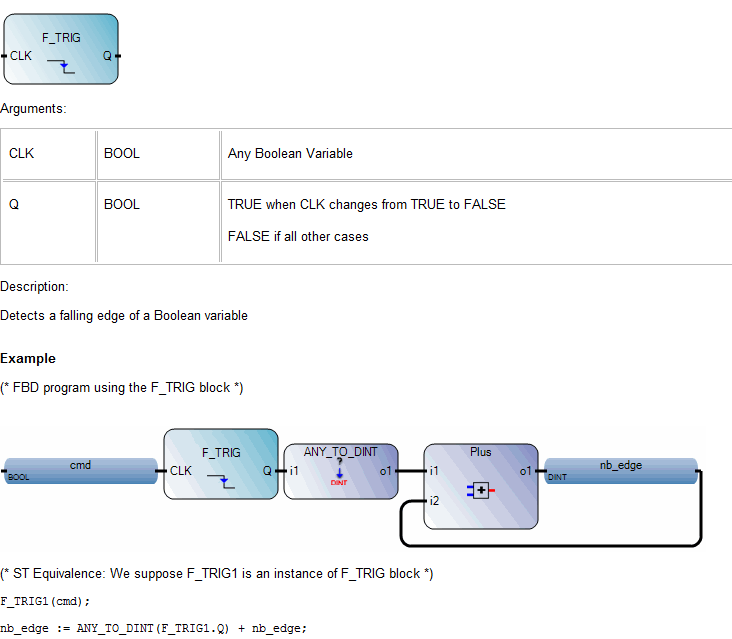 F_TRIG
CLK Q
Arguments:
CLK BOOL Any Boolean Variable
Q BOOL TRUE when CLK changes from TRUE to FALSE
FALSE if all other cases
Description:
Detects a falling edge of a Boolean variable
Example
(* FBD program using the F_TRIG block *)
cmd
BOOL
F_TRIG
CLK Q
ANY_TO_DINT
?
i1 o1
DINT
Plus
i1 o1
i2
nb_edge
DINT
(* ST Equivalence: We suppose F_TRIG1 is an instance of F_TRIG block *)
F_TRIG1(cmd);
nb_edge := ANY_TO_DINT(F_TRIG1.Q) + nb_edge;